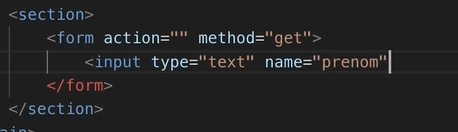 <section>
<form action="" method="get">
<input type="text" name="prenom"
</form>
</section>